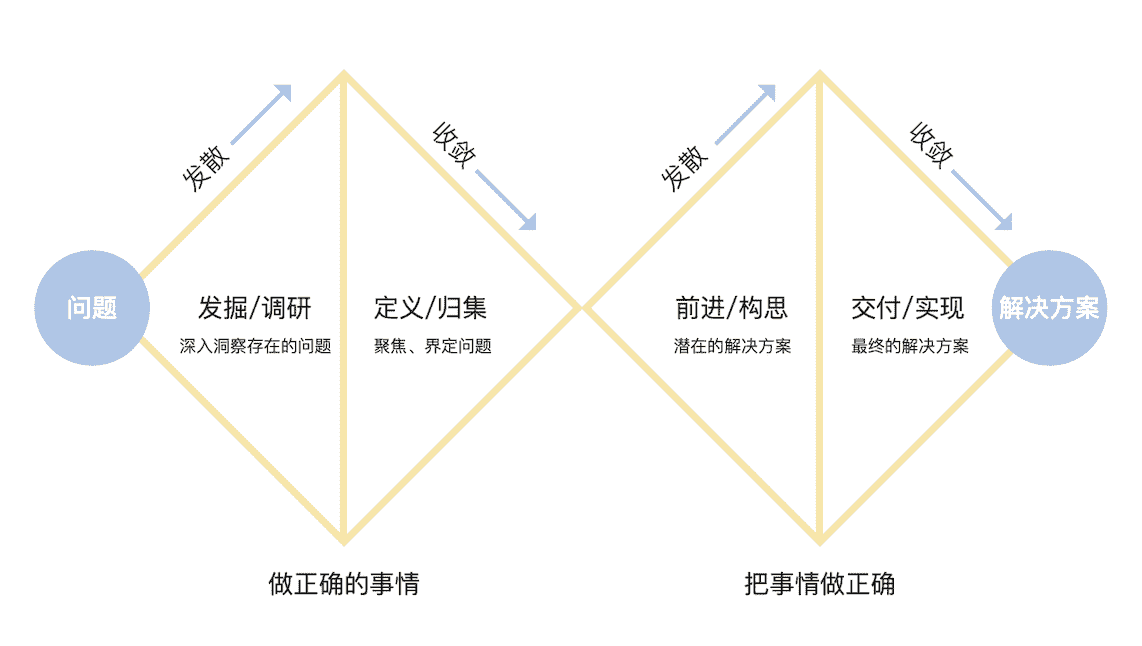 发散
收敛
发散
收敛
问题
发掘/调研
深入洞察存在的问题
定义/归集
聚焦、界定问题
前进/构思
潜在的解决方案
交付/实现
最终的解决方案
解决方案
做正确的事情
把事情做正确